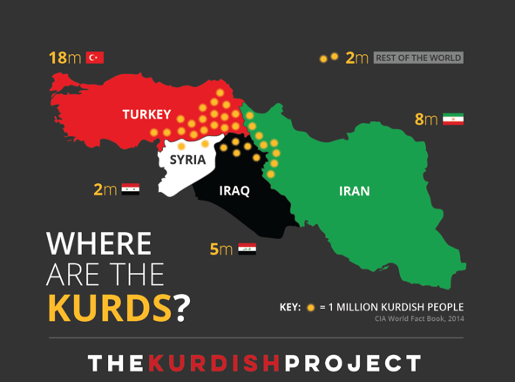 18m
2m REST OF THE WORLD
TURKEY
8m
SYRIA
2m
IRAQ
IRAN
5m
WHERE
ARE THE
KURDS?
KEY: = 1 MILLION KURDISH PEOPLE
CIA World Fact Book, 2014
THEKURDISHPROJECT